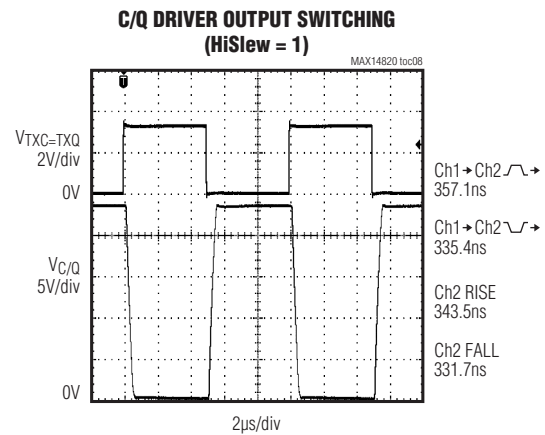 C/Q DRIVER OUTPUT SWITCHING
(HiSlew = 1)
MAX14820 toc08
T
VTXC=TXQ
2V/div
0V
VC/Q
5V/div
0V
Ch1→Ch2 →
357.1ns
Ch1→Ch2 →
335.4ns
Ch2 RISE
343.5ns
Ch2 FALL
331.7ns
2µs/div